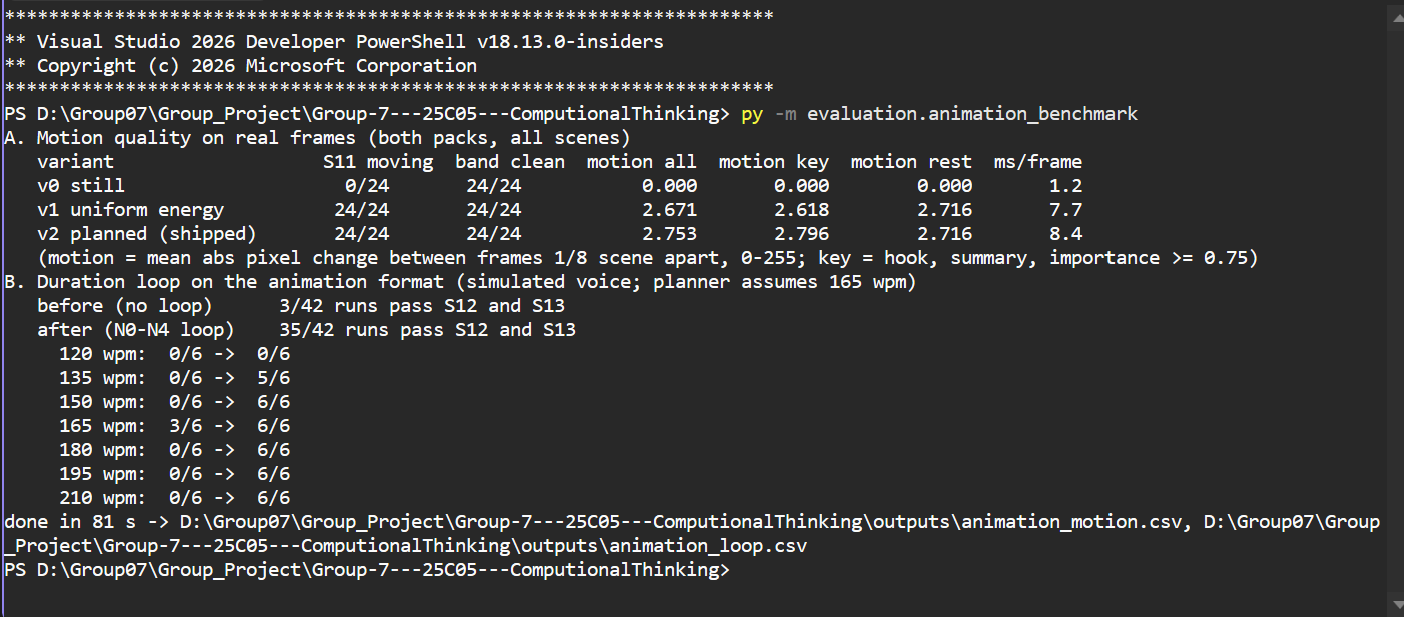 **********************************************************************
** Visual Studio 2026 Developer PowerShell v18.13.0-insiders
** Copyright (c) 2026 Microsoft Corporation
**********************************************************************
PS D:\Group07\Group_Project\Group-7---25C05---ComputionalThinking> py -m evaluation.animation_benchmark
A. Motion quality on real frames (both packs, all scenes)
   variant                   S11 moving  band clean  motion all  motion key  motion rest  ms/frame
   v0 still                    0/24       24/24           0.000       0.000        0.000       1.2
   v1 uniform energy          24/24       24/24           2.671       2.618        2.716       7.7
   v2 planned (shipped)       24/24       24/24           2.753       2.796        2.716       8.4
   (motion = mean abs pixel change between frames 1/8 scene apart, 0-255; key = hook, summary, importance >= 0.75)
B. Duration loop on the animation format (simulated voice; planner assumes 165 wpm)
   before (no loop)      3/42 runs pass S12 and S13
   after (N0-N4 loop)    35/42 runs pass S12 and S13
     120 wpm:  0/6 ->  0/6
     135 wpm:  0/6 ->  5/6
     150 wpm:  0/6 ->  6/6
     165 wpm:  3/6 ->  6/6
     180 wpm:  0/6 ->  6/6
     195 wpm:  0/6 ->  6/6
     210 wpm:  0/6 ->  6/6
done in 81 s -> D:\Group07\Group_Project\Group-7---25C05---ComputionalThinking\outputs\animation_motion.csv, D:\Group07\Group
_Project\Group-7---25C05---ComputionalThinking\outputs\animation_loop.csv
PS D:\Group07\Group_Project\Group-7---25C05---ComputionalThinking>